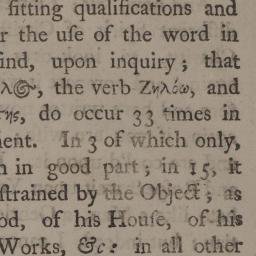 fitting qualifications and
r the uſe of the word in
ind, upon inquiry; that
λ⊕, the verb Ζηλόω, and
της, do occur 33 times in
ment. In 3 of which only,
n in good part; in 15, it
ſtrained by the Object; as
od, of his Houſe, of his
Works, &c: in all other